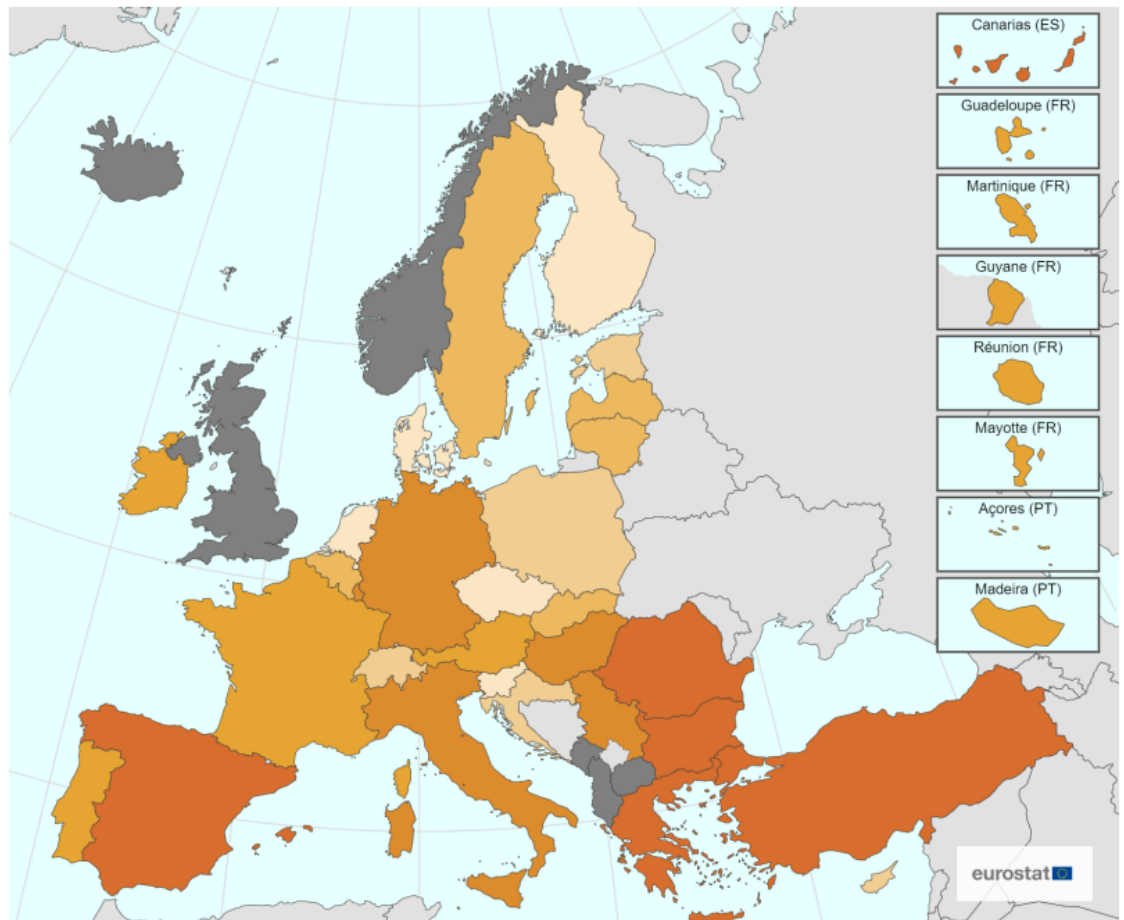 Canarias (ES)
Guadeloupe (FR)
Martinique (FR)
Guyane (FR)
Réunion (FR)
Mayotte (FR)
Açores (PT)
Madeira (PT)
eurostat